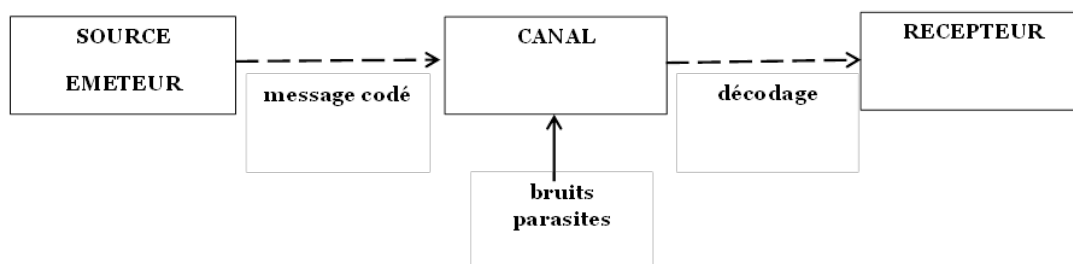 SOURCE
EMETEUR
message codé
CANAL
décodage
RECEPTEUR
bruits
parasites